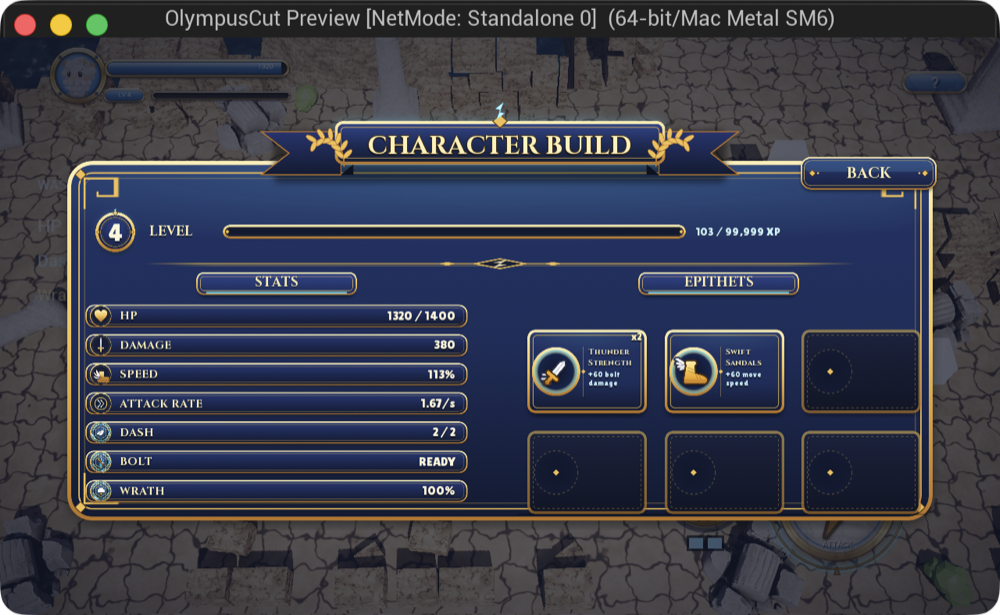 OlympusCut Preview [NetMode: Standalone 0] (64-bit/Mac Metal SM6)
?
CHARACTER BUILD
BACK
4 LEVEL
103 / 99,999 XP
STATS
EPITHETS
HP 1320 / 1400
DAMAGE 380
SPEED 113%
ATTACK RATE 1.67/s
DASH 2 / 2
BOLT READY
WRATH 100%
x2
THUNDER
STRENGTH
+60 bolt
damage
SWIFT
SANDALS
+60 move
speed
ATTACK